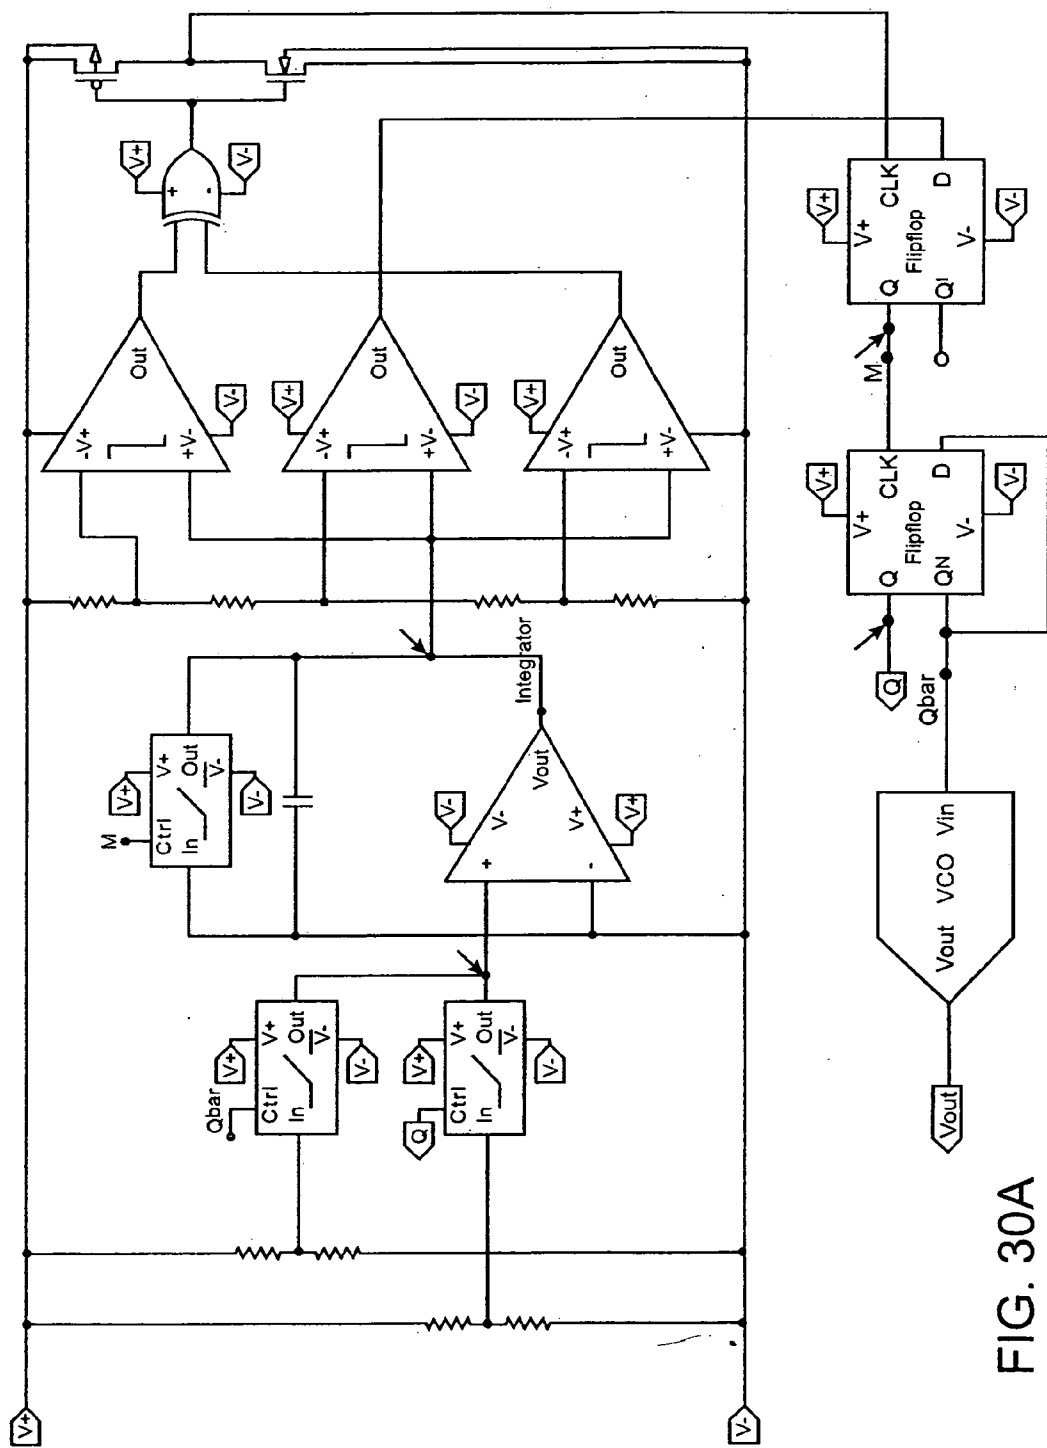 V+
V-
V+
V-
-V+
+V-
Out
V-
V+
-V+
+V-
Out
V-
V+
-V+
+V-
Out
M
V+
Ctrl
V+
In
Out
V-
V-
Integrator
V-
V-
Vout
V+
V+
+
-
Qbar
V+
Ctrl
V+
In
Out
V-
V-
Q
V+
Ctrl
V+
In
Out
V-
V-
V+
V-
+
-
V+
V+
Q
CLK
Flipflop
Q!
D
V-
V-
M
V+
V+
Q
CLK
Flipflop
QN
D
V-
V-
Q
Qbar
Vout VCO Vin
Vout
FIG. 30A